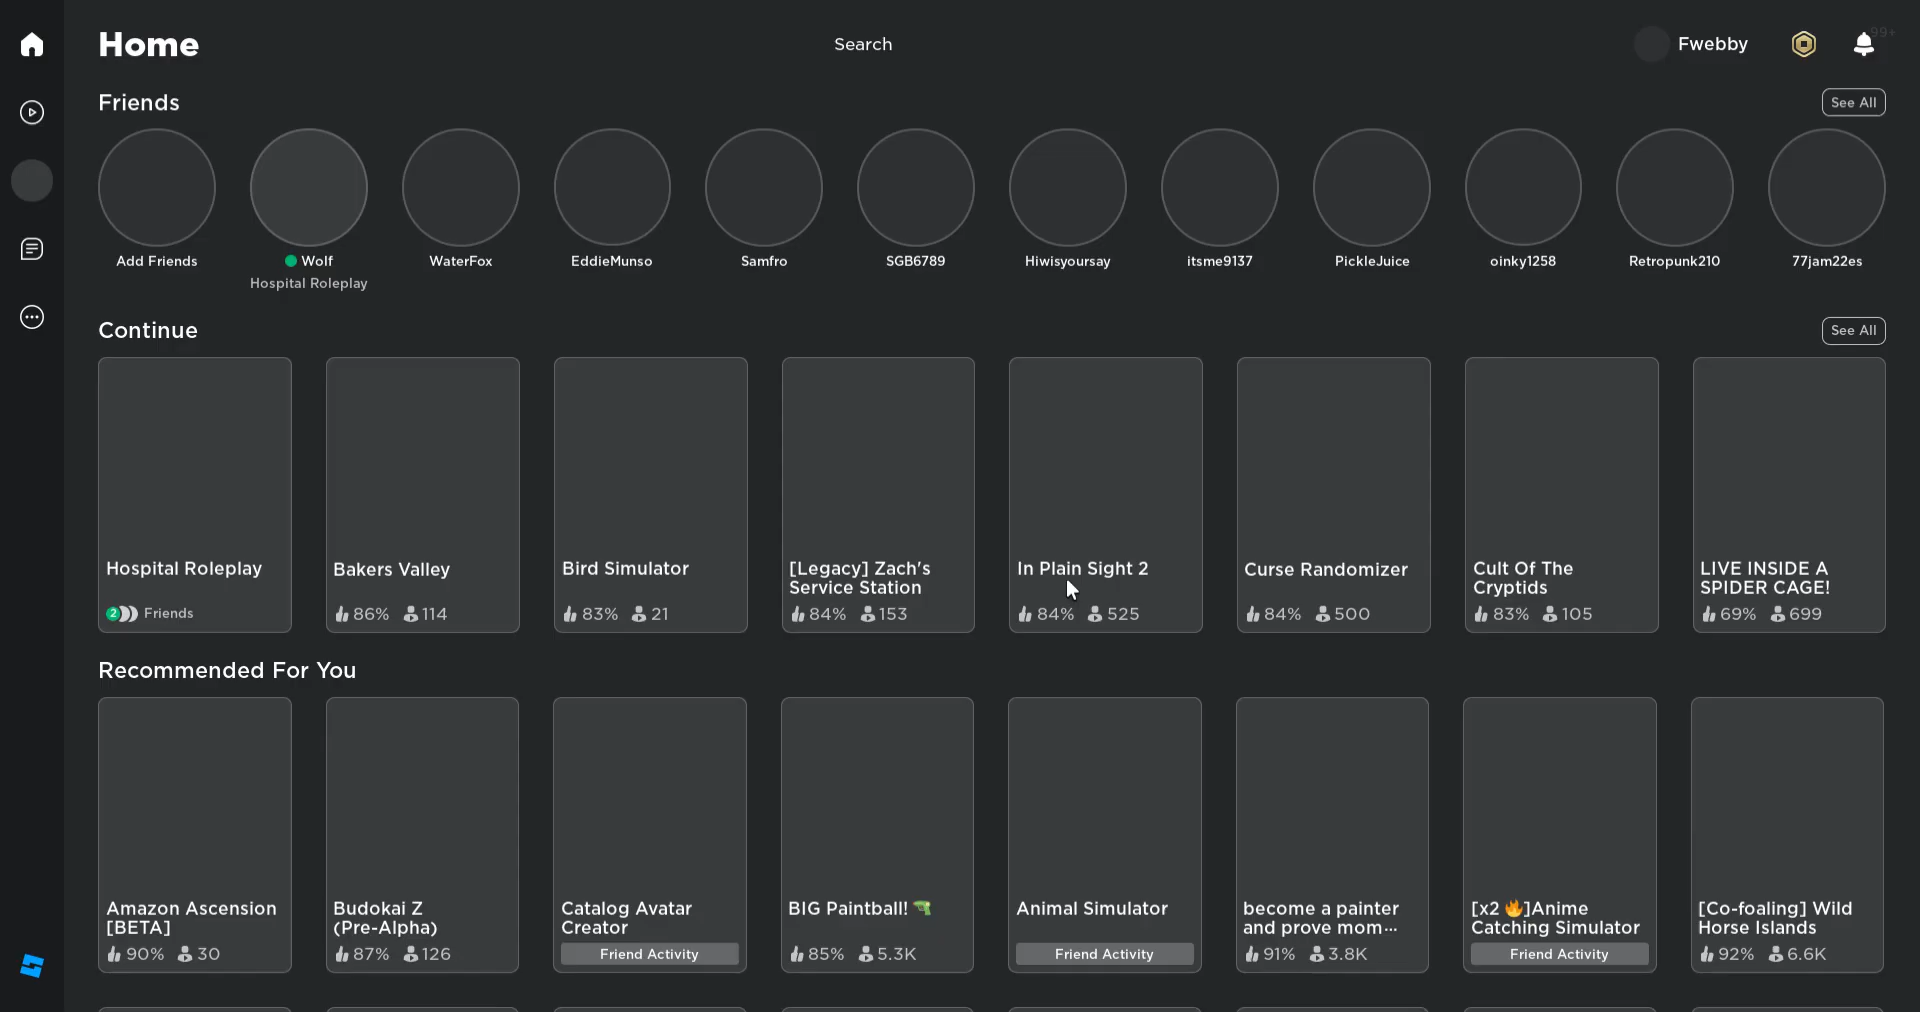 Home
Search
Fwebby
99+
Friends
See All
Add Friends
Wolf
Hospital Roleplay
WaterFox
EddieMunso
Samfro
SGB6789
Hiwisyoursay
itsme9137
PickleJuice
oinky1258
Retropunk210
77jam22es
Continue
See All
Hospital Roleplay
2 Friends
Bakers Valley
86% 114
Bird Simulator
83% 21
[Legacy] Zach's
Service Station
84% 153
In Plain Sight 2
84% 525
Curse Randomizer
84% 500
Cult Of The
Cryptids
83% 105
LIVE INSIDE A
SPIDER CAGE!
69% 699
Recommended For You
Amazon Ascension
[BETA]
90% 30
Budokai Z
(Pre-Alpha)
87% 126
Catalog Avatar
Creator
Friend Activity
BIG Paintball! 🔫
85% 5.3K
Animal Simulator
Friend Activity
become a painter
and prove mom...
91% 3.8K
[x2 🔥]Anime
Catching Simulator
Friend Activity
[Co-foaling] Wild
Horse Islands
92% 6.6K